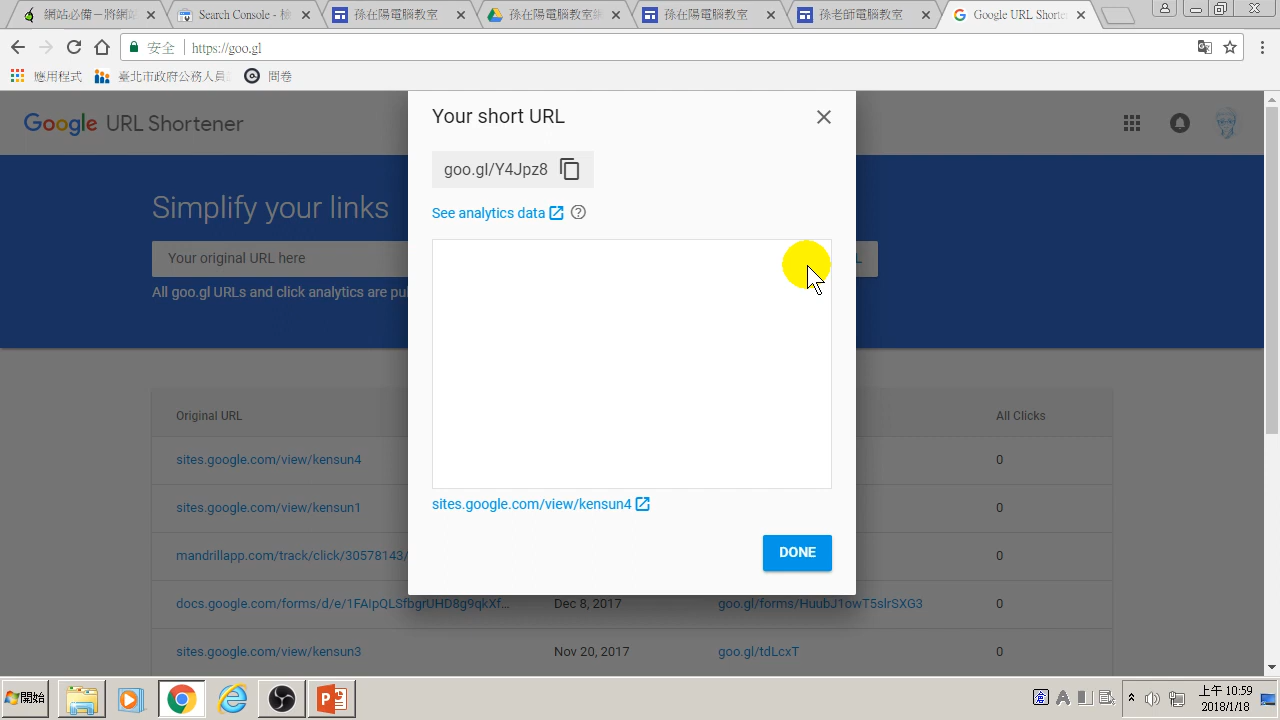 網站必備－將網站
Search Console - 檢
孫在陽電腦教室
孫在陽電腦教室
孫在陽電腦教室
孫老師電腦教室
Google URL Shorte
安全
https://goo.gl
應用程式
臺北市政府公務人員
問卷
Google URL Shortener
Your short URL
goo.gl/Y4Jpz8
See analytics data
Simplify your links
Your original URL here
All goo.gl URLs and click analytics are pu
sites.google.com/view/kensun4
DONE
Original URL
All Clicks
sites.google.com/view/kensun4
0
sites.google.com/view/kensun1
0
mandrillapp.com/track/click/30578143/
0
docs.google.com/forms/d/e/1FAIpQLSfbgrUHD8g9qkXf...
Dec 8, 2017
goo.gl/forms/HuubJ1owT5slrSXG3
0
sites.google.com/view/kensun3
Nov 20, 2017
goo.gl/tdLcxT
0
開始
上午 10:59
2018/1/18